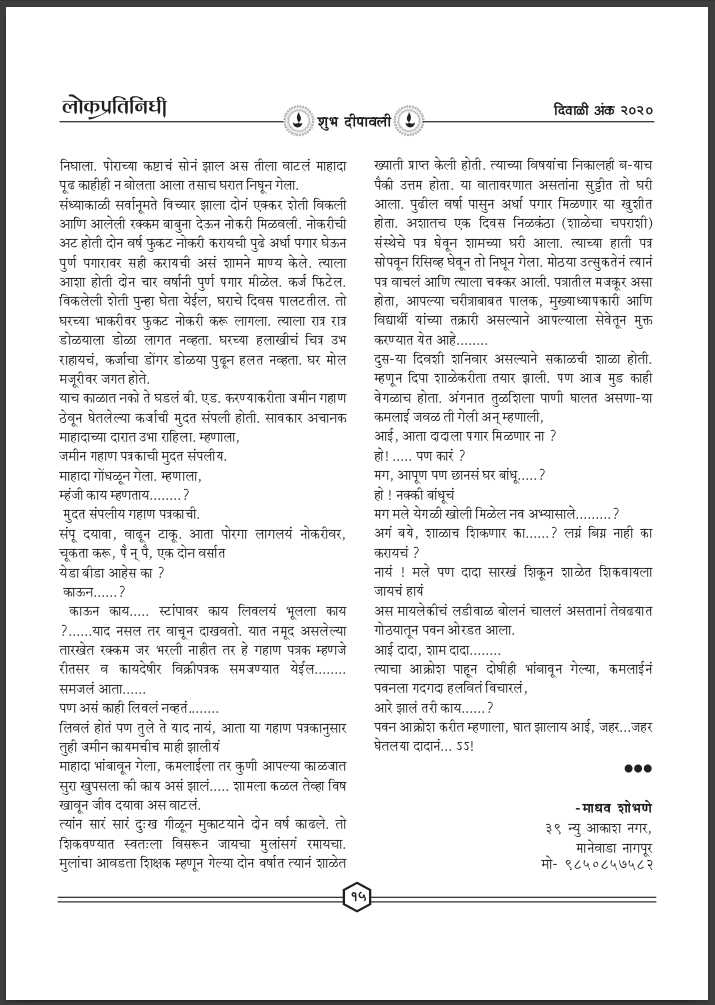 लोकप्रतिनिधी
शुभ दीपावली
दिवाळी अंक २०२०
निघाला. पोराच्या कष्टाचं सोनं झाल अस तीला वाटलं माहादा
पूढ काहीही न बोलता आला तसाच घरात निघून गेला.
संध्याकाळी सर्वानूमते विच्यार झाला दोनं एक्कर शेती विकली
आणि आलेली रक्कम बाबुना देऊन नोकरी मिळवली. नोकरीची
अट होती दोन वर्ष फुकट नोकरी करायची पुढे अर्धा पगार घेऊन
पुर्ण पगारावर सही करायची असं शामने माण्य केले. त्याला
आशा होती दोन चार वर्षानी पुर्ण पगार मीळेल. कर्ज फिटेल.
विकलेली शेती पुन्हा घेता येईल, घराचे दिवस पालटतील. तो
घरच्या भाकरीवर फुकट नोकरी करू लागला. त्याला रात्र रात्र
डोळयाला डोळा लागत नव्हता. घरच्या हलाखीचं चित्र उभ
राहायचं, कर्जाचा डोंगर डोळया पुढून हलत नव्हता. घर मोल
मजूरीवर जगत होते.
याच काळात नको ते घडलं बी. एड. करण्याकरीता जमीन गहाण
ठेवून घेतलेल्या कर्जाची मुदत संपली होती. सावकार अचानक
माहादाच्या दारात उभा राहिला. म्हणाला,
जमीन गहाण पत्रकाची मुदत संपलीय.
माहादा गोंधळून गेला. म्हणाला,
म्हंजी काय म्हणताय........?
मुदत संपलीय गहाण पत्रकाची.
संपू दयावा, वाढून टाकू. आता पोरगा लागलयं नोकरीवर,
चूकता करू, पै न् पै, एक दोन वर्सात
येडा बीडा आहेस का ?
काऊन......?
काऊन काय..... स्टांपावर काय लिवलयं भूलला काय
?......याद नसल तर वाचून दाखवतो. यात नमूद असलेल्या
तारखेत रक्कम जर भरली नाहीत तर हे गहाण पत्रक म्हणजे
रीतसर व कायदेषीर विक्रीपत्रक समजण्यात येईल........
समजलं आता......
पण असं काही लिवलं नव्हतं........
लिवलं होतं पण तुले ते याद नायं, आता या गहाण पत्रकानुसार
तुही जमीन कायमचीच माही झालीयं
माहादा भांबावून गेला, कमलाईला तर कुणी आपल्या काळजात
सुरा खुपसला की काय असं झालं..... शामला कळल तेव्हा विष
खावून जीव दयावा अस वाटलं.
त्यांन सारं सारं दुःख गीळून मुकाटयाने दोन वर्ष काढले. तो
शिकवण्यात स्वतःला विसरून जायचा मुलांसगं रमायचा.
मुलांचा आवडता शिक्षक म्हणून गेल्या दोन वर्षात त्यानं शाळेत
ख्याती प्राप्त केली होती. त्याच्या विषयांचा निकालही ब-याच
पैकी उत्तम होता. या वातावरणात असतांना सुट्टीत तो घरी
आला. पुढील वर्षा पासुन अर्धा पगार मिळणार या खुशीत
होता. अशातच एक दिवस निळकंठा (शाळेचा चपराशी)
संस्थेचे पत्र घेवून शामच्या घरी आला. त्याच्या हाती पत्र
सोपवून रिसिव्ह घेवून तो निघून गेला. मोठया उत्सुकतेनं त्यानं
पत्र वाचलं आणि त्याला चक्कर आली. पत्रातील मजकूर असा
होता, आपल्या चरीत्राबाबत पालक, मुख्याध्यापकारी आणि
विद्यार्थी यांच्या तक्रारी असल्याने आपल्याला सेवेतून मुक्त
करण्यात येत आहे........
दुस-या दिवशी शनिवार असल्याने सकाळची शाळा होती.
म्हणून दिपा शाळेकरीता तयार झाली. पण आज मुड काही
वेगळाच होता. अंगनात तुळशिला पाणी घालत असणा-या
कमलाई जवळ ती गेली अन् म्हणाली,
आई, आता दादाला पगार मिळणार ना ?
हो! ..... पण कारं ?
मग, आपूण पण छानसं घर बांधू.....?
हो ! नक्की बांधूचं
मग मले येगळी खोली मिळेल नव अभ्यासाले.........?
अगं बये, शाळाच शिकणार का......? लग्नं बिग्नं नाही का
करायचं ?
नायं ! मले पण दादा सारखं शिकून शाळेत शिकवायला
जायचं हायं
अस मायलेकीचं लडीवाळ बोलनं चाललं असतानां तेवढयात
गोठयातून पवन ओरडत आला.
आई दादा, शाम दादा........
त्याचा आक्रोश पाहून दोघीही भांबावून गेल्या, कमलाईनं
पवनला गदगदा हलवितं विचारलं,
आरे झालं तरी काय......?
पवन आक्रोश करीत म्हणाला, घात झालाय आई, जहर...जहर
घेतलया दादानं... ऽऽ!
●●●
-माधव शोभणे
३९ न्यु आकाश नगर,
मानेवाडा नागपूर
मो- ९८५०८५७५८२
१५